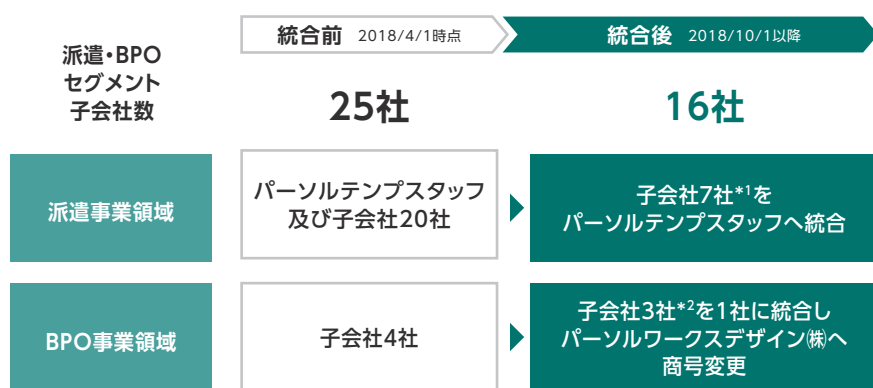 派遣・BPO
セグメント
子会社数
統合前 2018/4/1時点
統合後 2018/10/1以降
25社
16社
派遣事業領域
パーソルテンプスタッフ
及び子会社20社
子会社7社*1を
パーソルテンプスタッフへ統合
BPO事業領域
子会社4社
子会社3社*2を1社に統合し
パーソルワークスデザイン㈱へ
商号変更